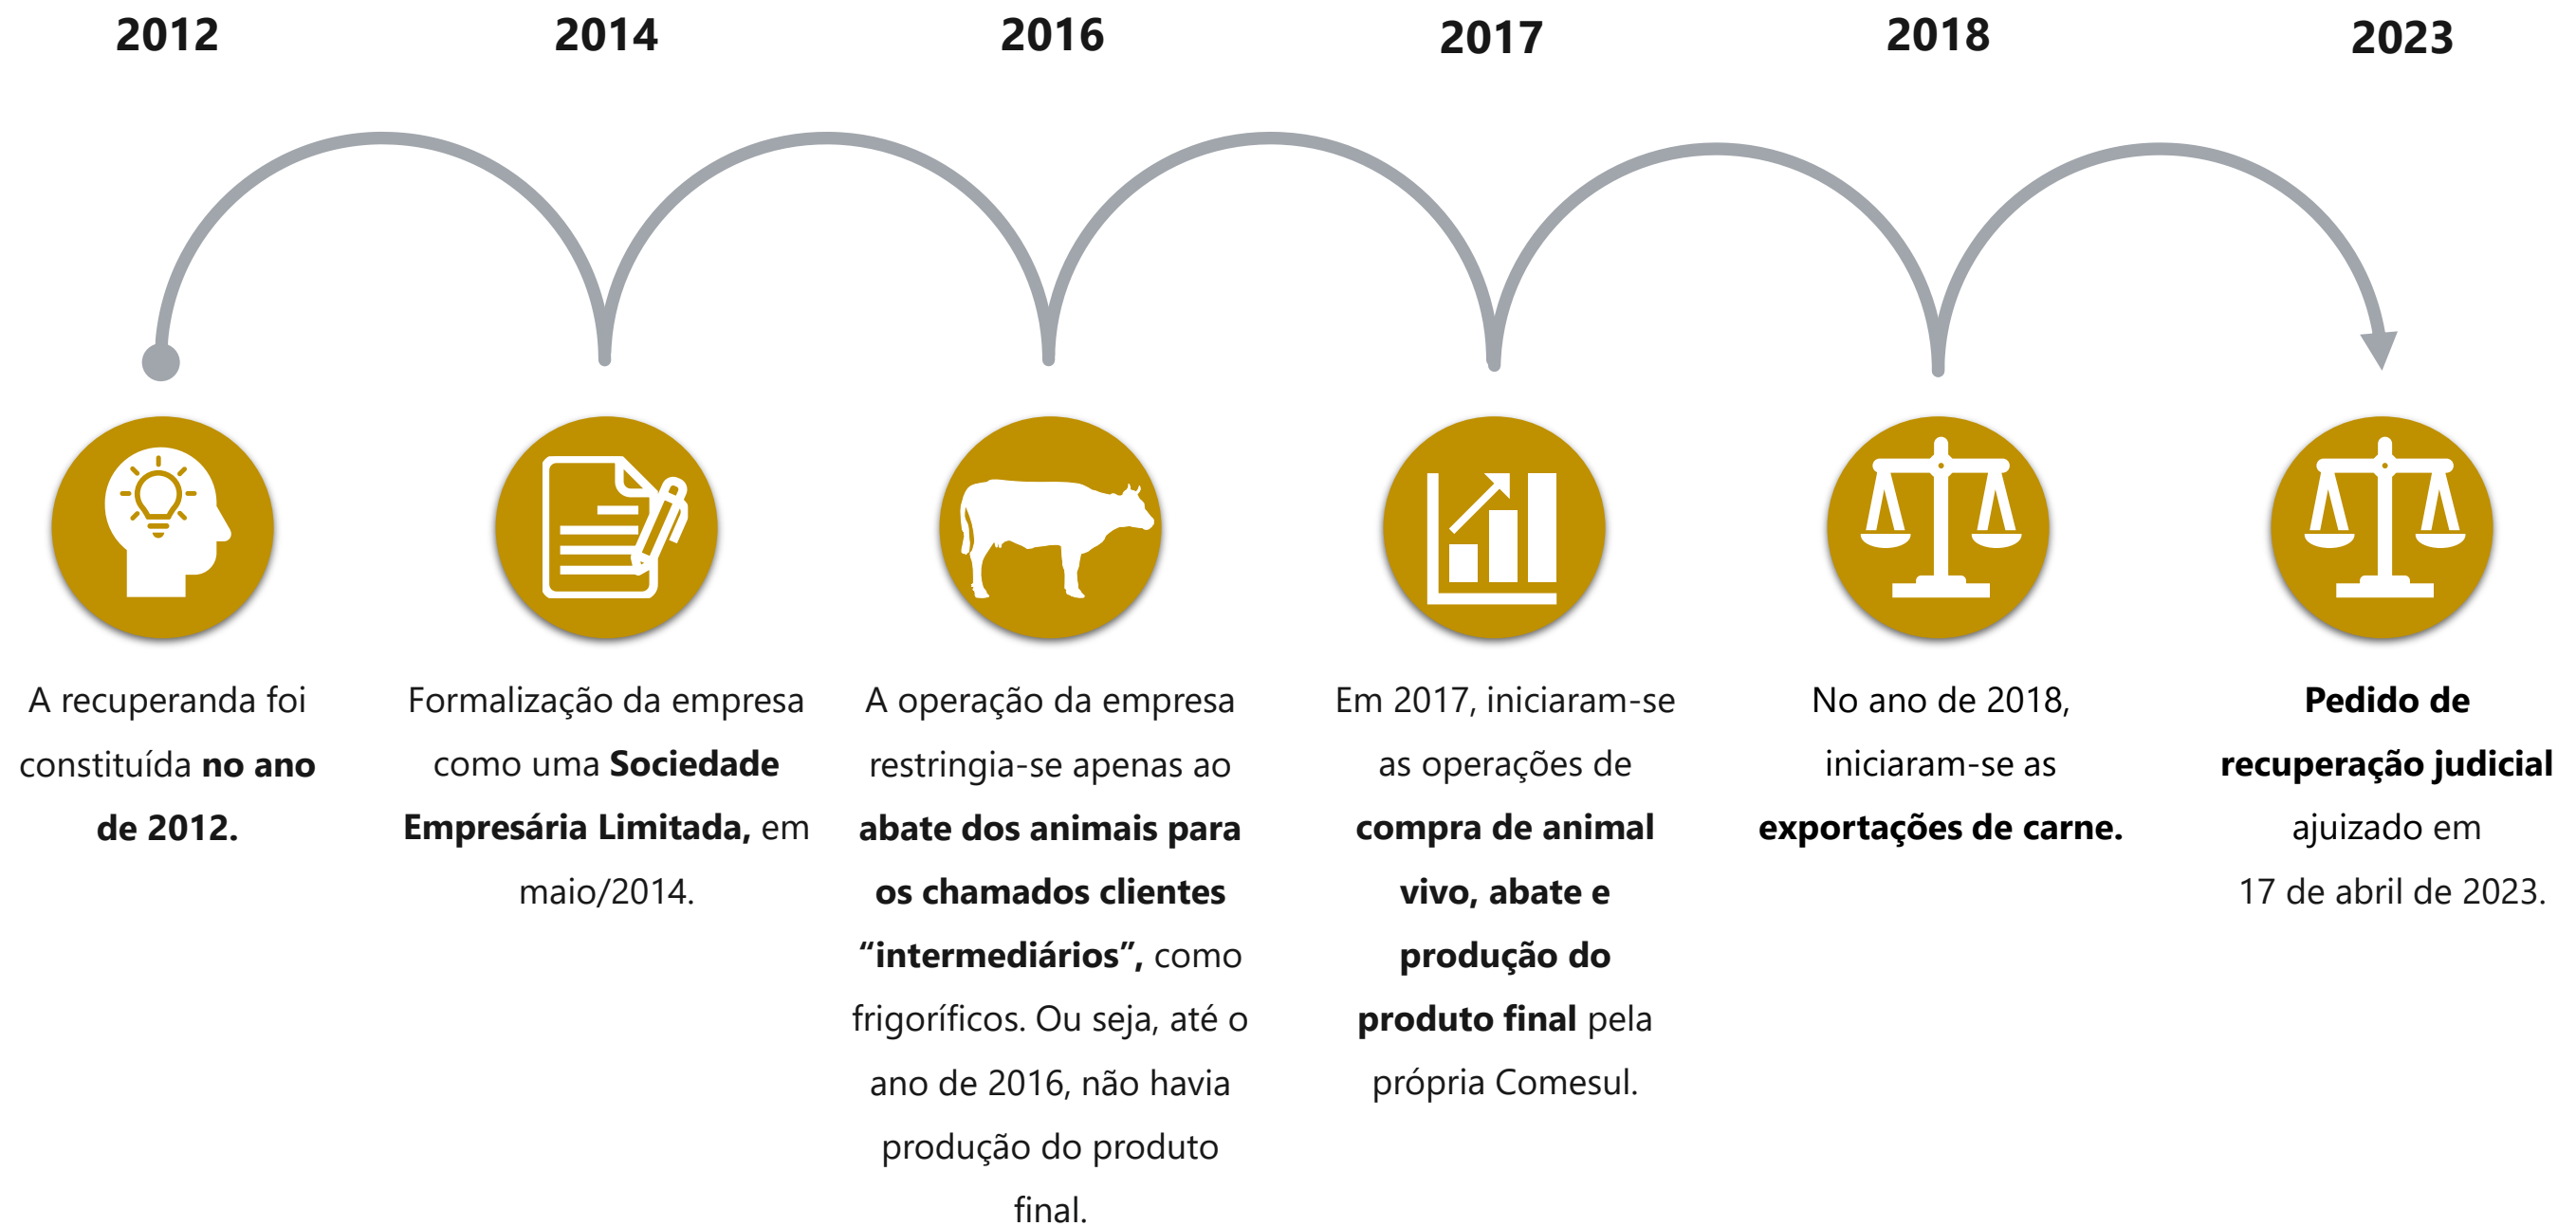 2012
2014
2016
2017
2018
2023
A recuperanda foi
constituída no ano
de 2012.
Formalização da empresa
como uma Sociedade
Empresária Limitada, em
maio/2014.
A operação da empresa
restringia-se apenas ao
abate dos animais para
os chamados clientes
“intermediários”, como
frigoríficos. Ou seja, até o
ano de 2016, não havia
produção do produto
final.
Em 2017, iniciaram-se
as operações de
compra de animal
vivo, abate e
produção do
produto final pela
própria Comesul.
No ano de 2018,
iniciaram-se as
exportações de carne.
Pedido de
recuperação judicial
ajuizado em
17 de abril de 2023.